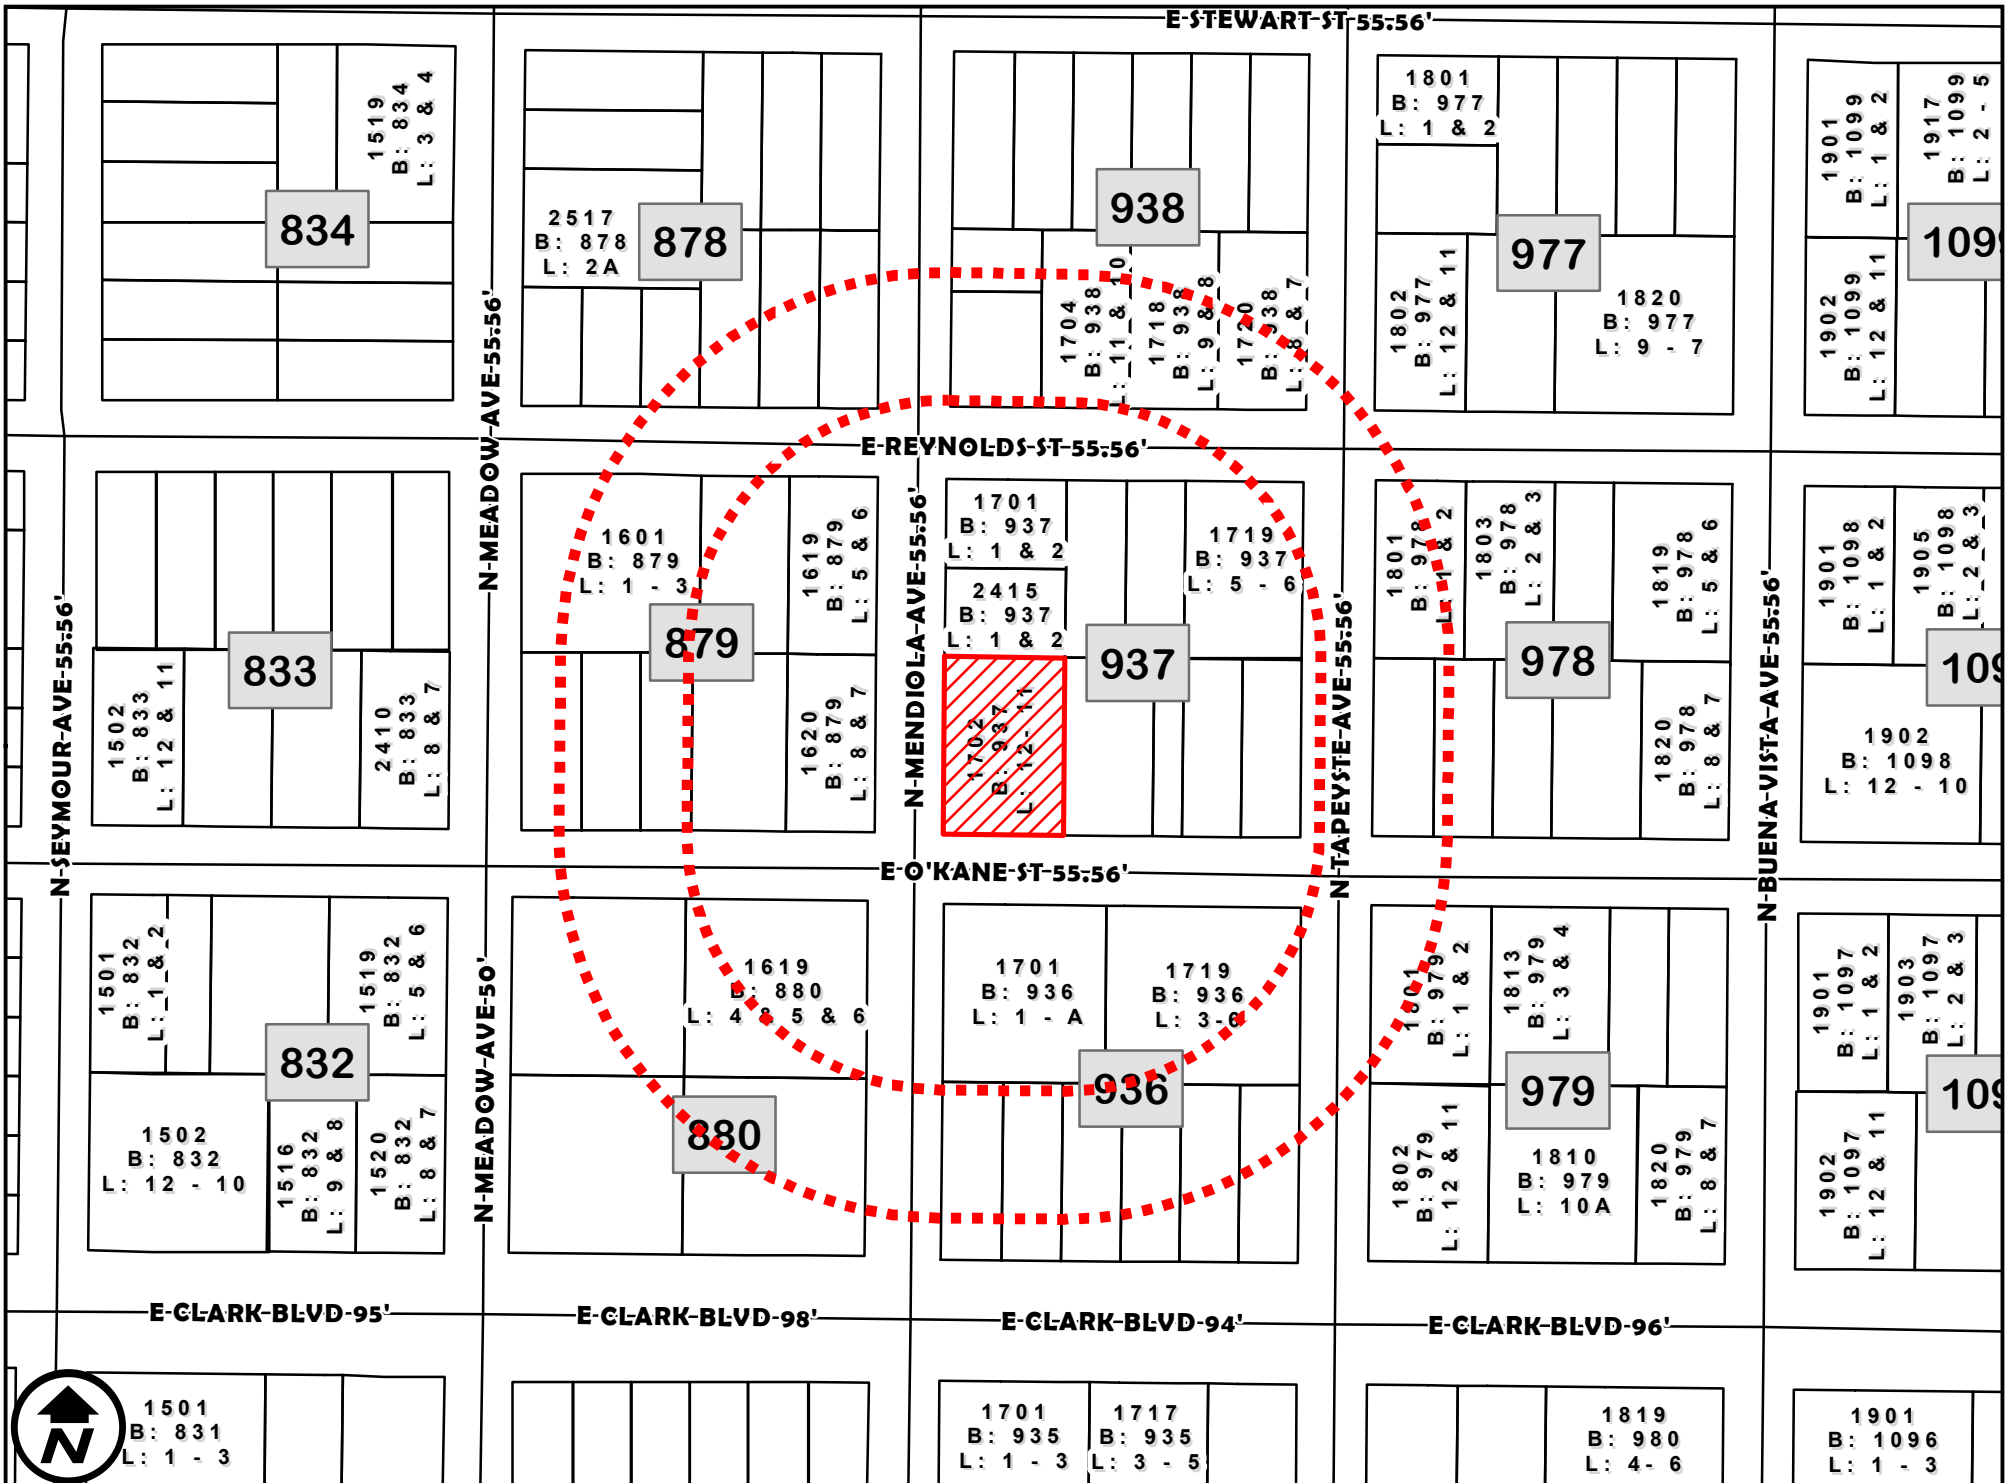 E-STEWART-ST-55.56'
1519
B: 834
L: 3 & 4
834
2517
B: 878
L: 2A
878
938
1704
B: 938
L: 11 & 10
1718
B: 938
L: 9 & 8
1720
B: 938
L: 8 & 7
1801
B: 977
L: 1 & 2
977
1802
B: 977
L: 12 & 11
1820
B: 977
L: 9 - 7
1901
B: 1099
L: 1 & 2
1917
B: 1099
L: 2 - 5
1902
B: 1099
L: 12 & 11
N-MEADOW-AVE-55.56'
E-REYNOLDS-ST-55.56'
833
1502
B: 833
L: 12 & 11
2410
B: 833
L: 8 & 7
1601
B: 879
L: 1 - 3
1619
B: 879
L: 5 & 6
879
1620
B: 879
L: 8 & 7
N-MENDIOLA-AVE-55.56'
1701
B: 937
L: 1 & 2
2415
B: 937
L: 1 & 2
1719
B: 937
L: 5 - 6
937
1702
B: 937
L: 12- 11
N-TAPEYSTE-AVE-55.56'
1801
B: 978
L: 1 & 2
1803
B: 978
L: 2 & 3
1819
B: 978
L: 5 & 6
978
1820
B: 978
L: 8 & 7
N-BUENA-VISTA-AVE-55.56'
1901
B: 1098
L: 1 & 2
1905
B: 1098
L: 2 & 3
1902
B: 1098
L: 12 - 10
N-SEYMOUR-AVE-55.56'
E-O'KANE-ST-55.56'
1501
B: 832
L: 1 & 2
1519
B: 832
L: 5 & 6
832
1502
B: 832
L: 12 - 10
1516
B: 832
L: 9 & 8
1520
B: 832
L: 8 & 7
N-MEADOW-AVE-50'
1619
B: 880
L: 4 & 5 & 6
880
1701
B: 936
L: 1 - A
1719
B: 936
L: 3-6
936
1801
B: 979
L: 1 & 2
1813
B: 979
L: 3 & 4
979
1802
B: 979
L: 12 & 11
1810
B: 979
L: 10A
1820
B: 979
L: 8 & 7
1901
B: 1097
L: 1 & 2
1903
B: 1097
L: 2 & 3
1902
B: 1097
L: 12 & 11
E-CLARK-BLVD-95'
E-CLARK-BLVD-98'
E-CLARK-BLVD-94'
E-CLARK-BLVD-96'
N
1501
B: 831
L: 1 - 3
1701
B: 935
L: 1 - 3
1717
B: 935
L: 3 - 5
1819
B: 980
L: 4- 6
1901
B: 1096
L: 1 - 3